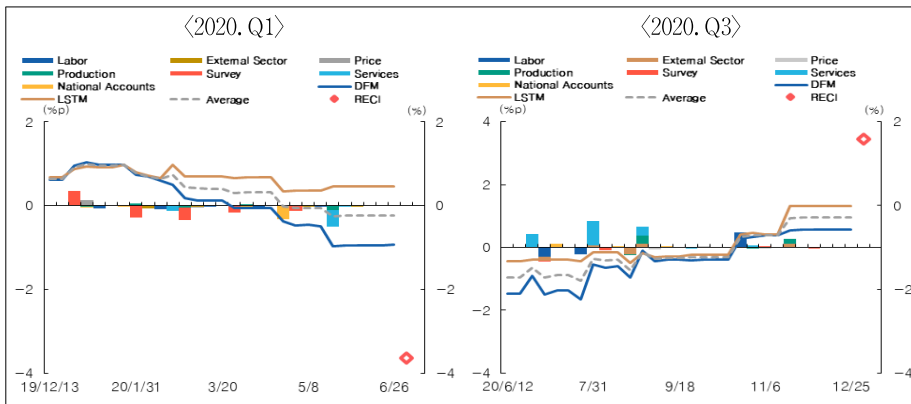 〈2020.Q1〉
Labor External Sector Price
Production Survey Services
National Accounts DFM
LSTM Average RECI
(%p) (%)
2 2
0 0
−2 −2
−4 −4
19/12/13 20/1/31 3/20 5/8 6/26
〈2020.Q3〉
Labor External Sector Price
Production Survey Services
National Accounts DFM
LSTM Average RECI
(%p) (%)
4 2
2
0 0
−2 −2
−4 −4
20/6/12 7/31 9/18 11/6 12/25